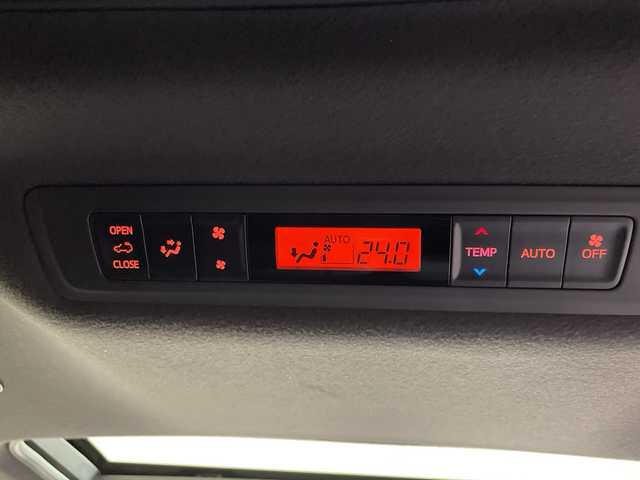 OPEN
CLOSE
AUTO
24.0
TEMP
AUTO
OFF